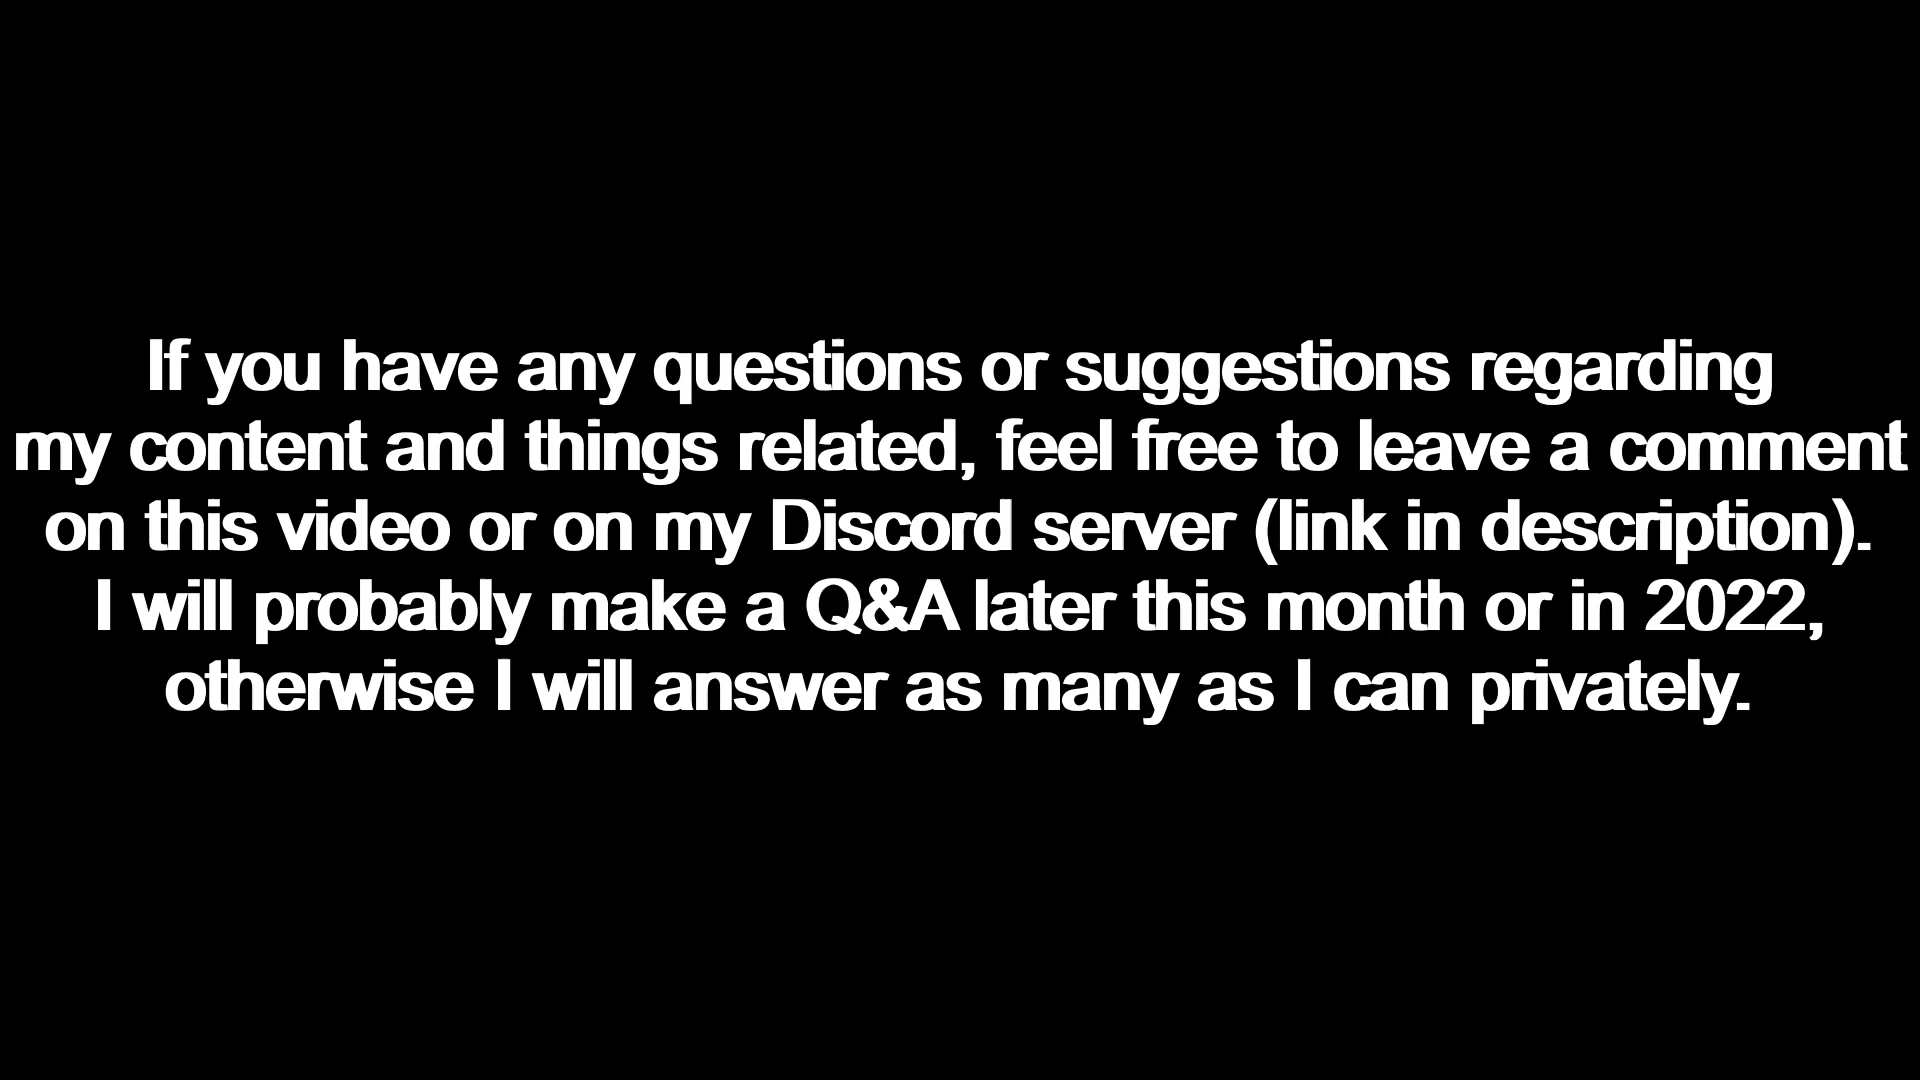 If you have any questions or suggestions regarding
my content and things related, feel free to leave a comment
on this video or on my Discord server (link in description).
I will probably make a Q&A later this month or in 2022,
otherwise I will answer as many as I can privately.